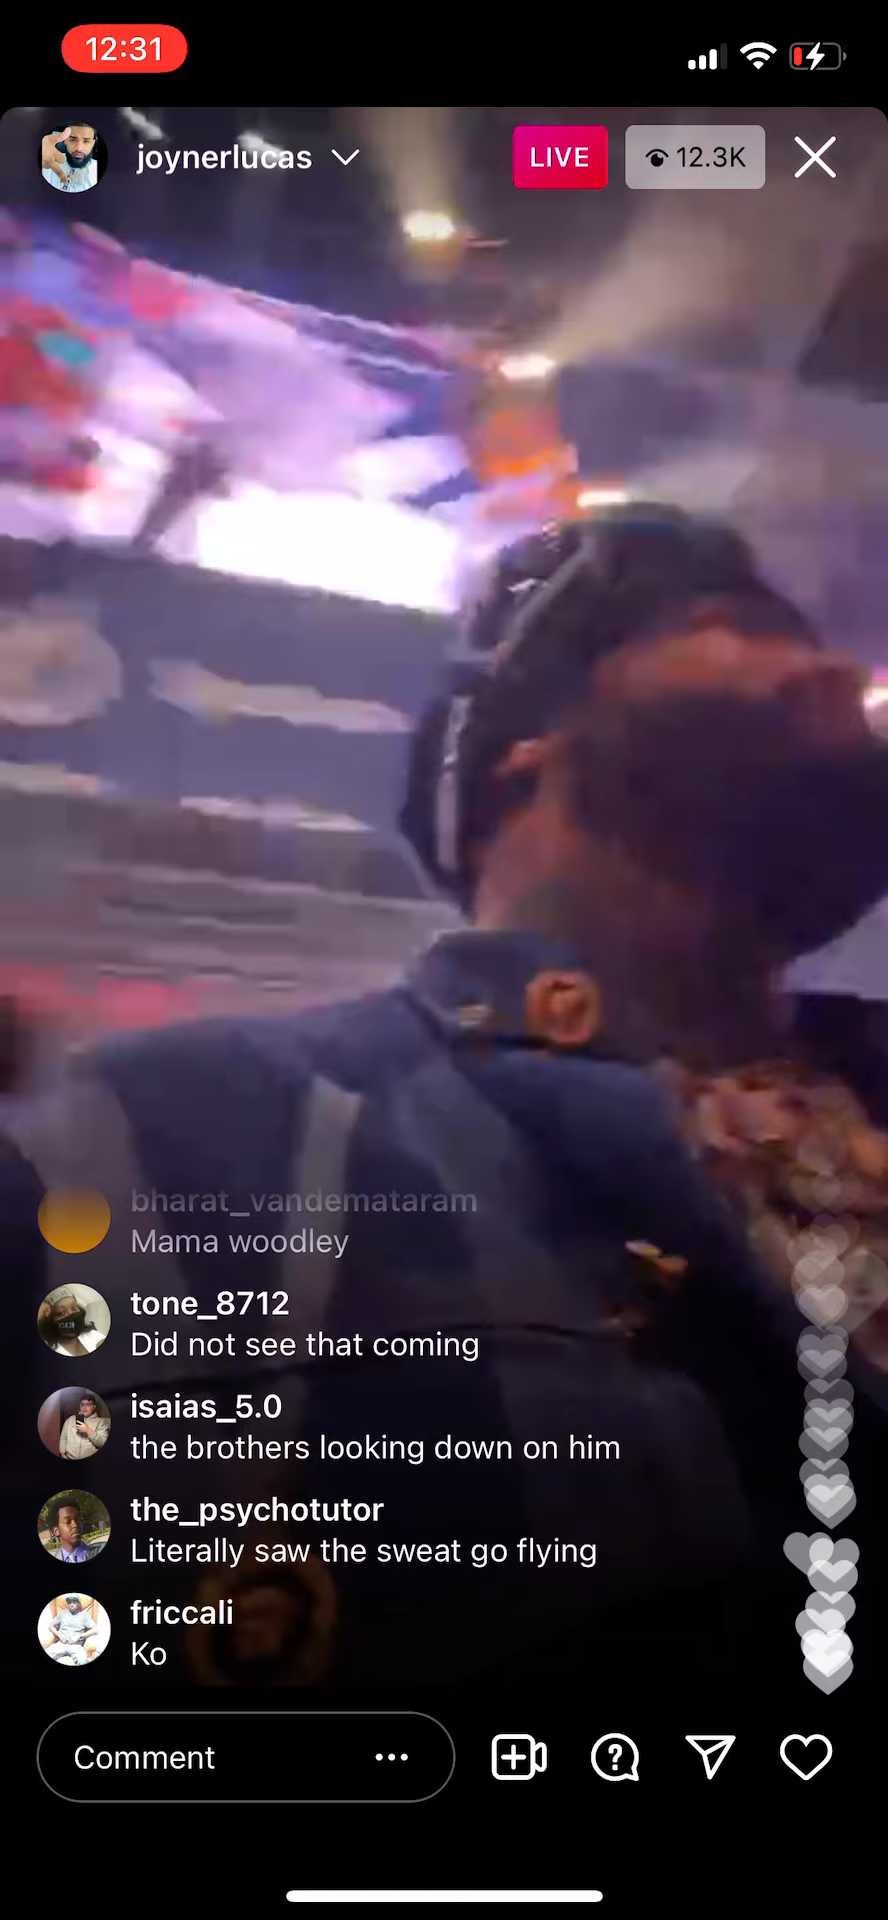 12:31
joynerlucas
LIVE
12.3K
bharat_vandemataram
Mama woodley
tone_8712
Did not see that coming
isaias_5.0
the brothers looking down on him
the_psychotutor
Literally saw the sweat go flying
friccali
Ko
Comment